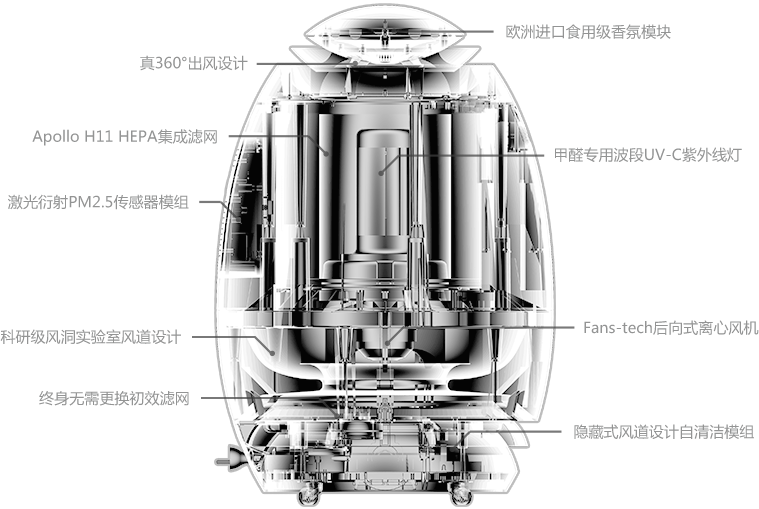 欧洲进口食用级香氛模块
真360°出风设计
Apollo H11 HEPA集成滤网
甲醛专用波段UV-C紫外线灯
激光衍射PM2.5传感器模组
Fans-tech后向式离心风机
科研级风洞实验室风道设计
终身无需更换初效滤网
隐藏式风道设计自清洁模组